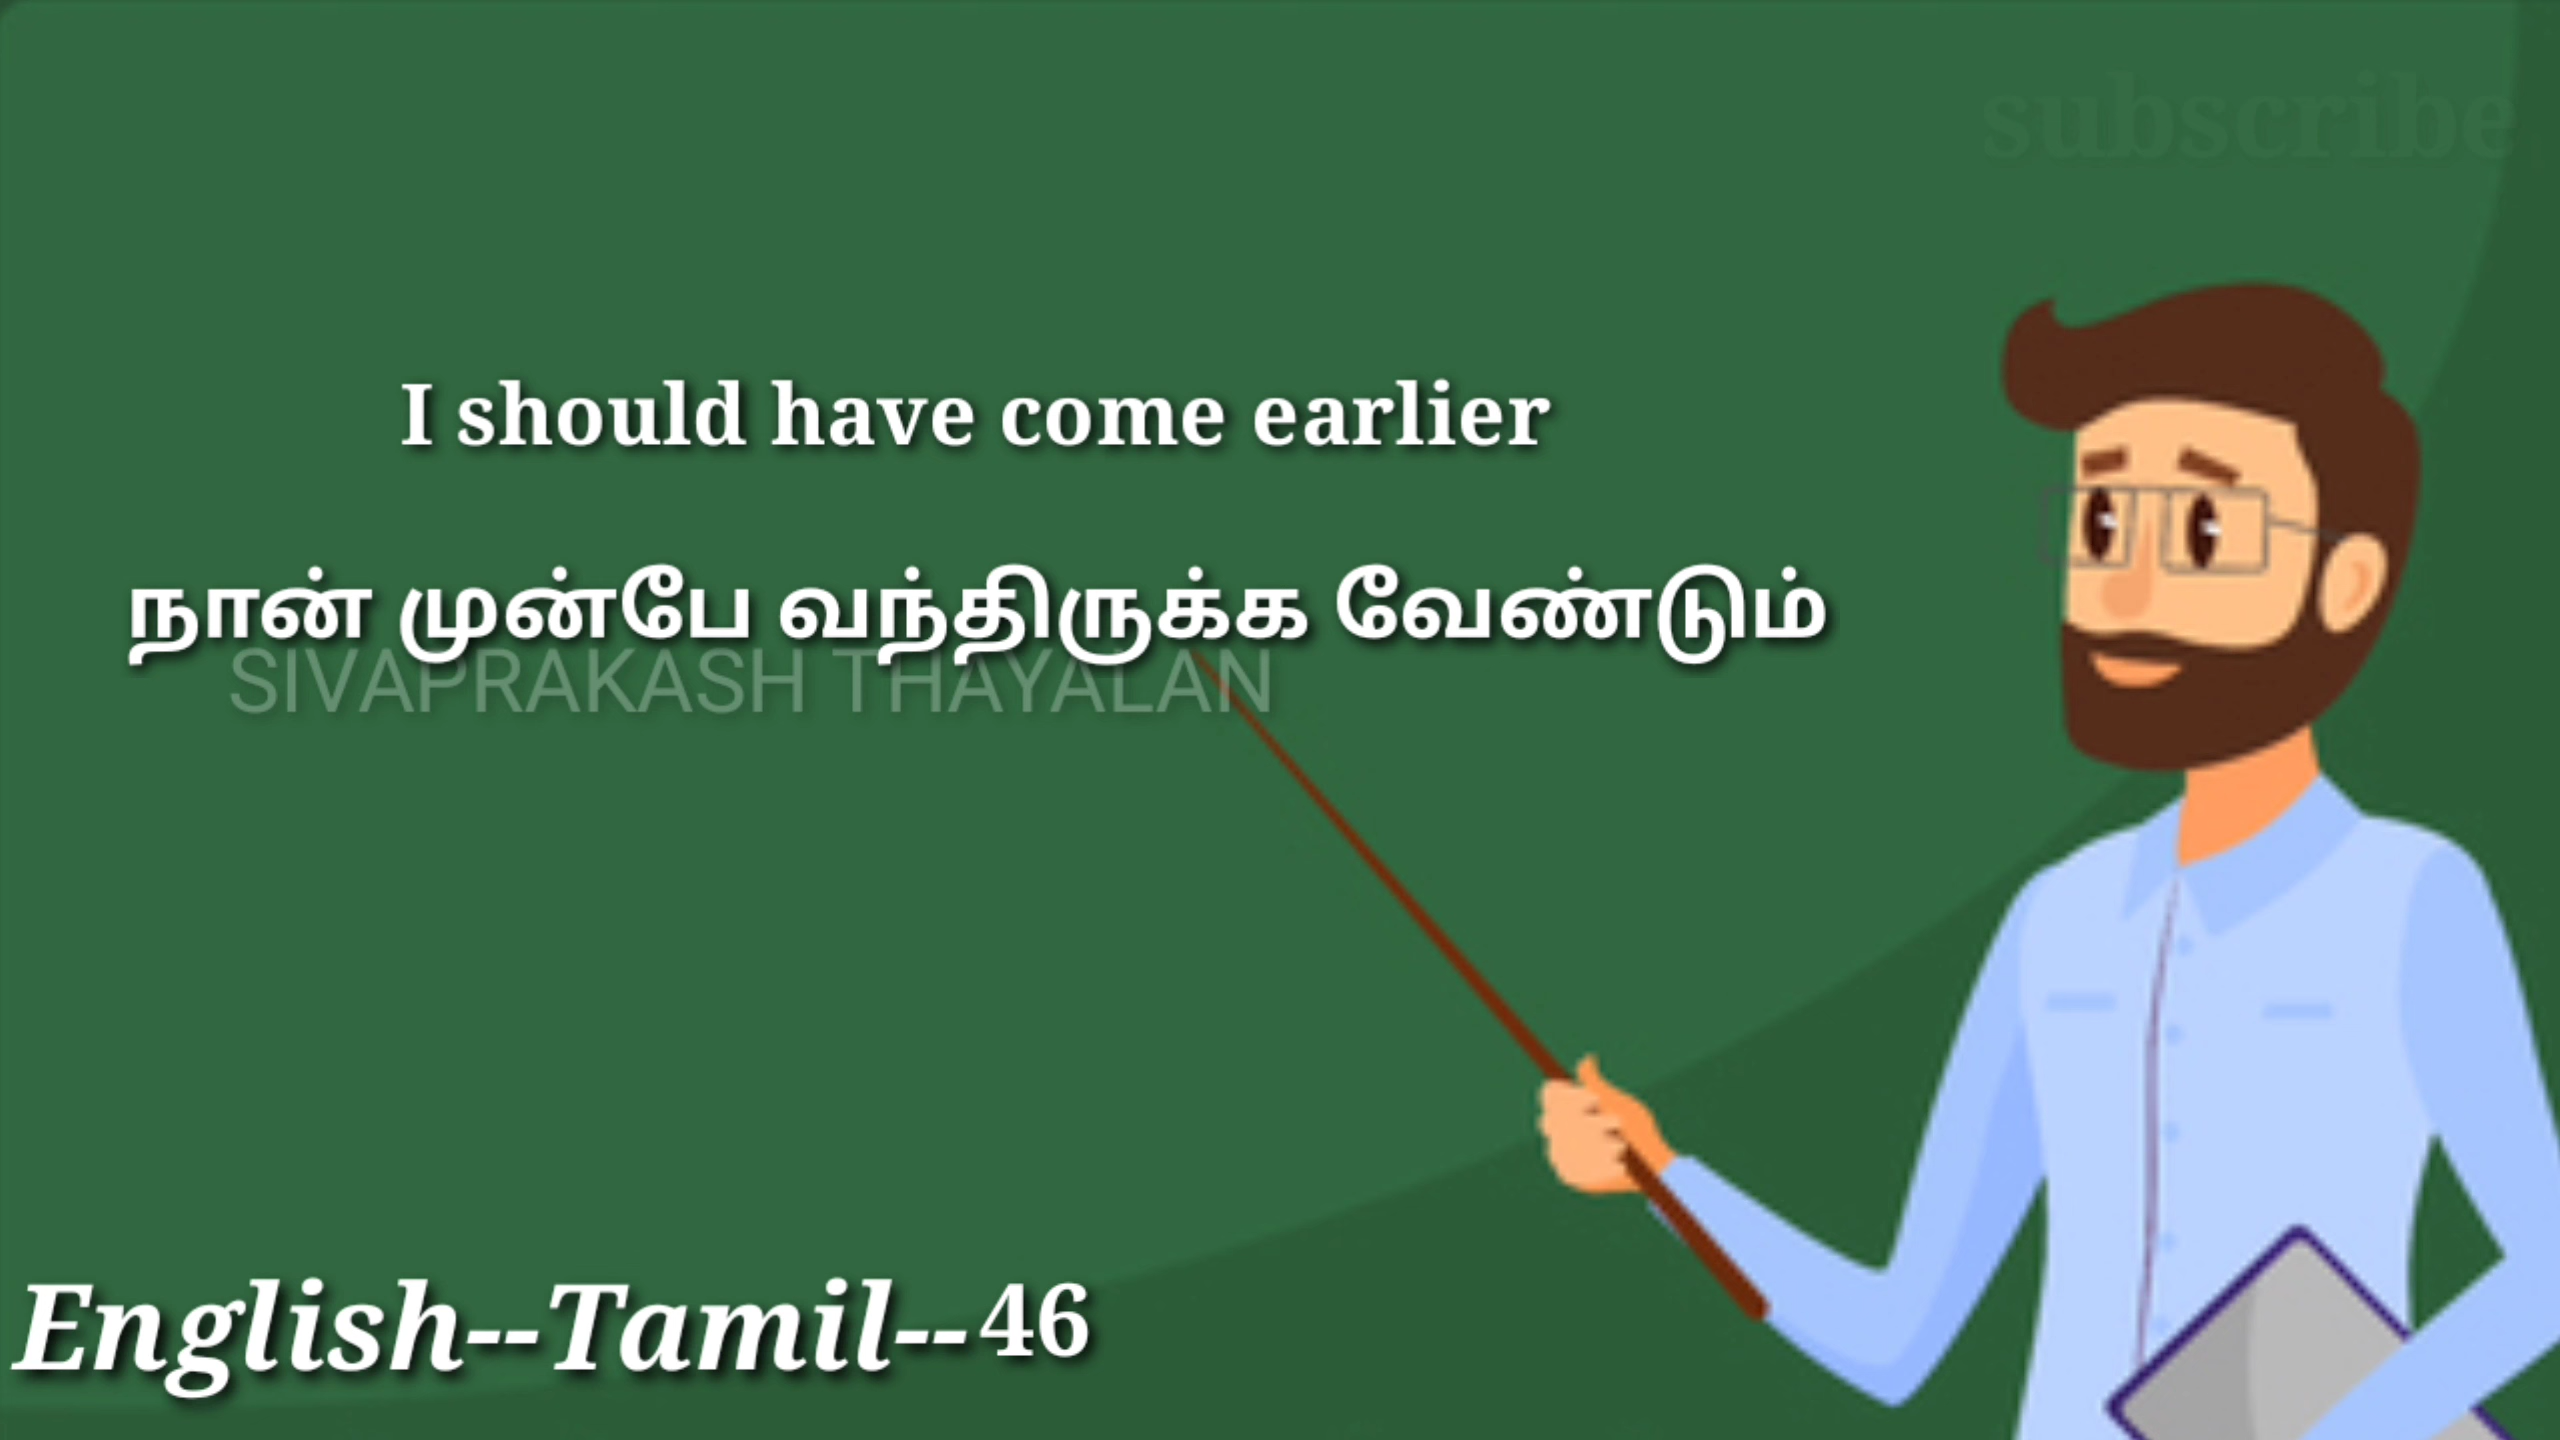 subscribe
I should have come earlier
நான் முன்பே வந்திருக்க வேண்டும்
SIVAPRAKASH THAYALAN
English--Tamil--46